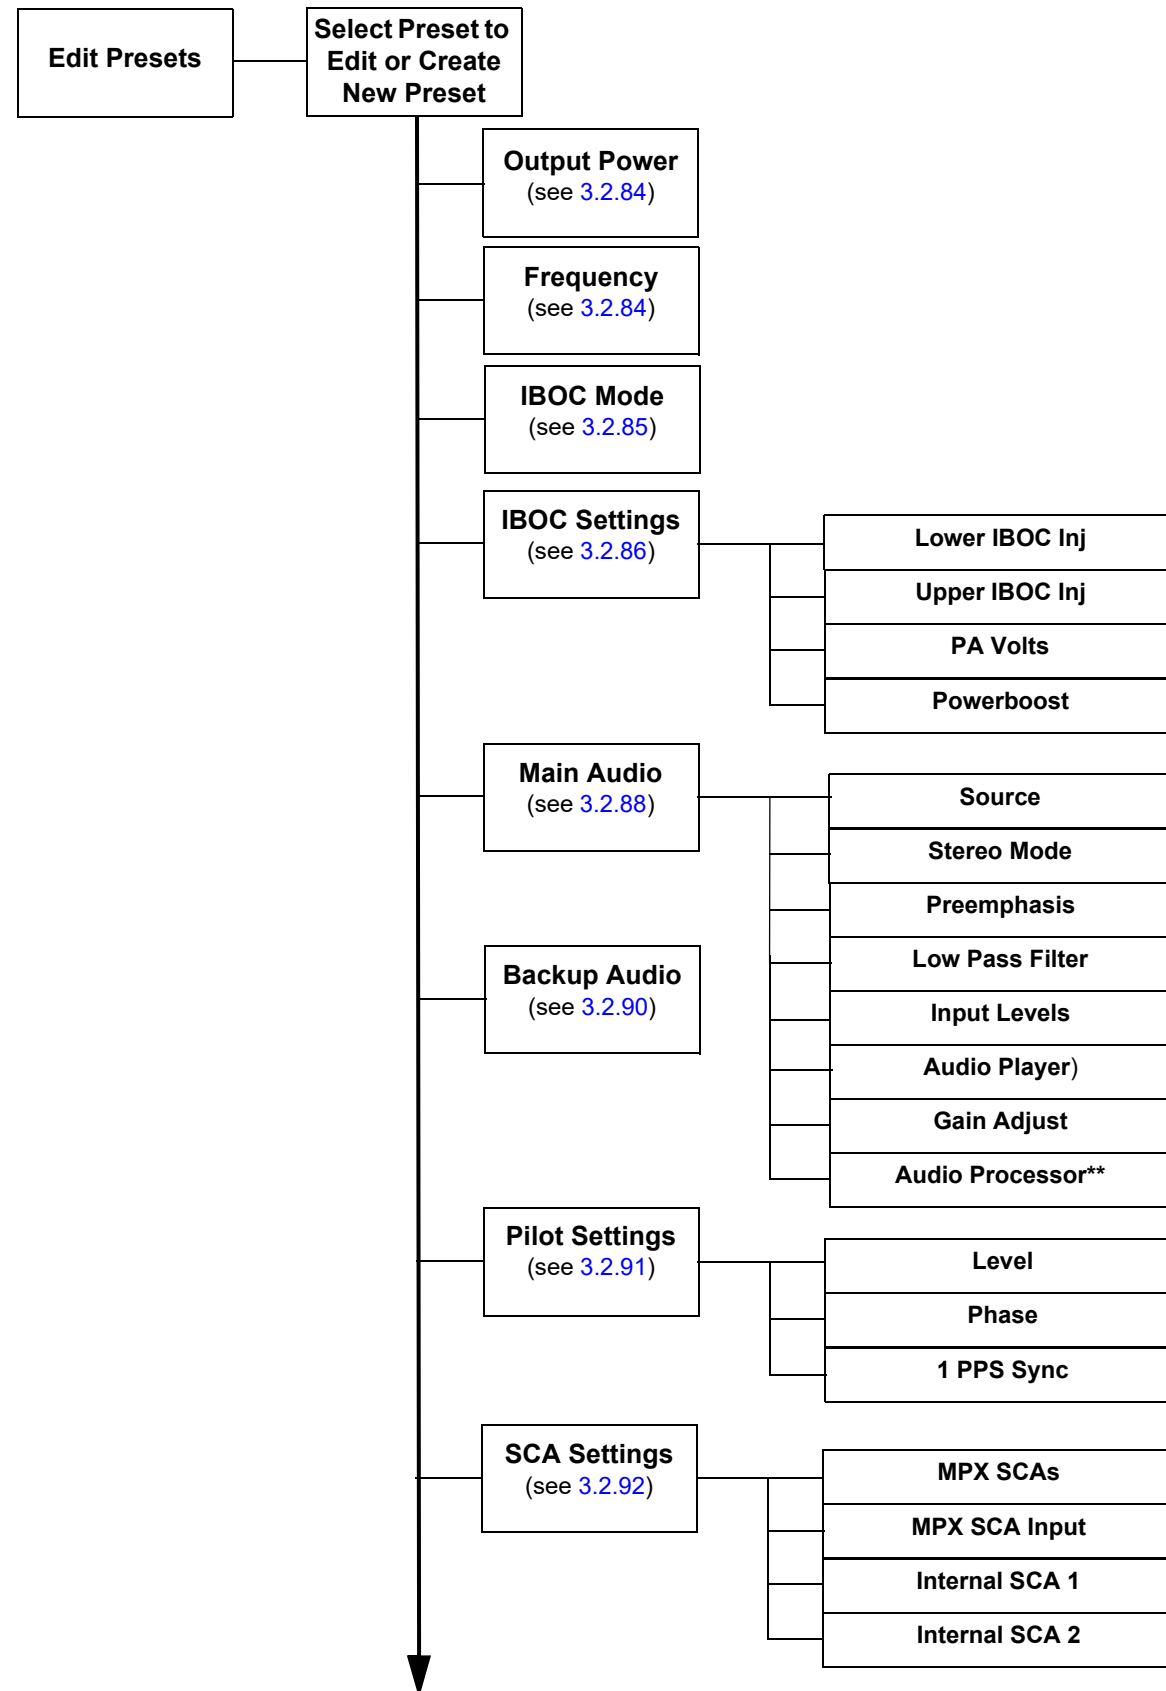 Edit Presets
Select Preset to
Edit or Create
New Preset
Output Power
(see 3.2.84)
Frequency
(see 3.2.84)
IBOC Mode
(see 3.2.85)
IBOC Settings
(see 3.2.86)
Lower IBOC Inj
Upper IBOC Inj
PA Volts
Powerboost
Main Audio
(see 3.2.88)
Source
Stereo Mode
Preemphasis
Low Pass Filter
Input Levels
Audio Player)
Gain Adjust
Audio Processor**
Backup Audio
(see 3.2.90)
Pilot Settings
(see 3.2.91)
Level
Phase
1 PPS Sync
SCA Settings
(see 3.2.92)
MPX SCAs
MPX SCA Input
Internal SCA 1
Internal SCA 2